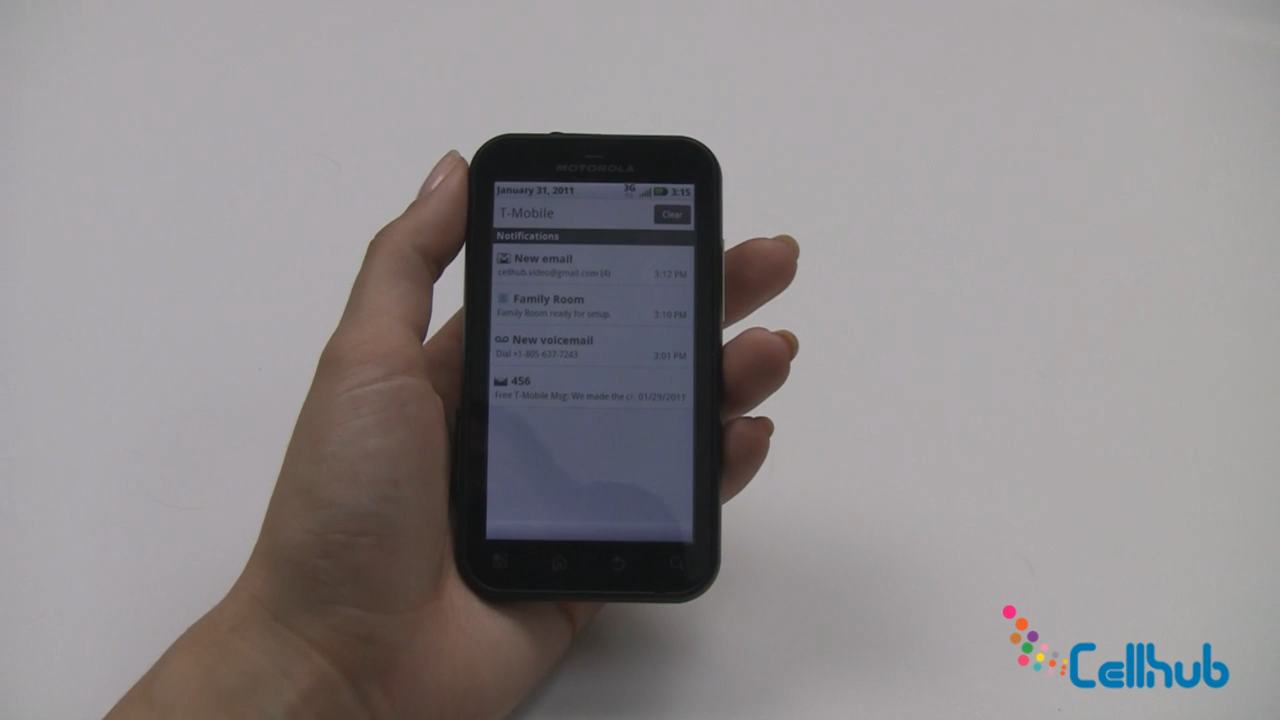 MOTOROLA
January 31, 2011 3G 3:15
T-Mobile Clear
Notifications
New email
cellhub.video@gmail.com (4) 3:12 PM
Family Room
Family Room ready for setup. 3:10 PM
New voicemail
Dial +1-805-637-7243 3:01 PM
456
Free T-Mobile Msg: We made the 01/29/2011
Cellhub